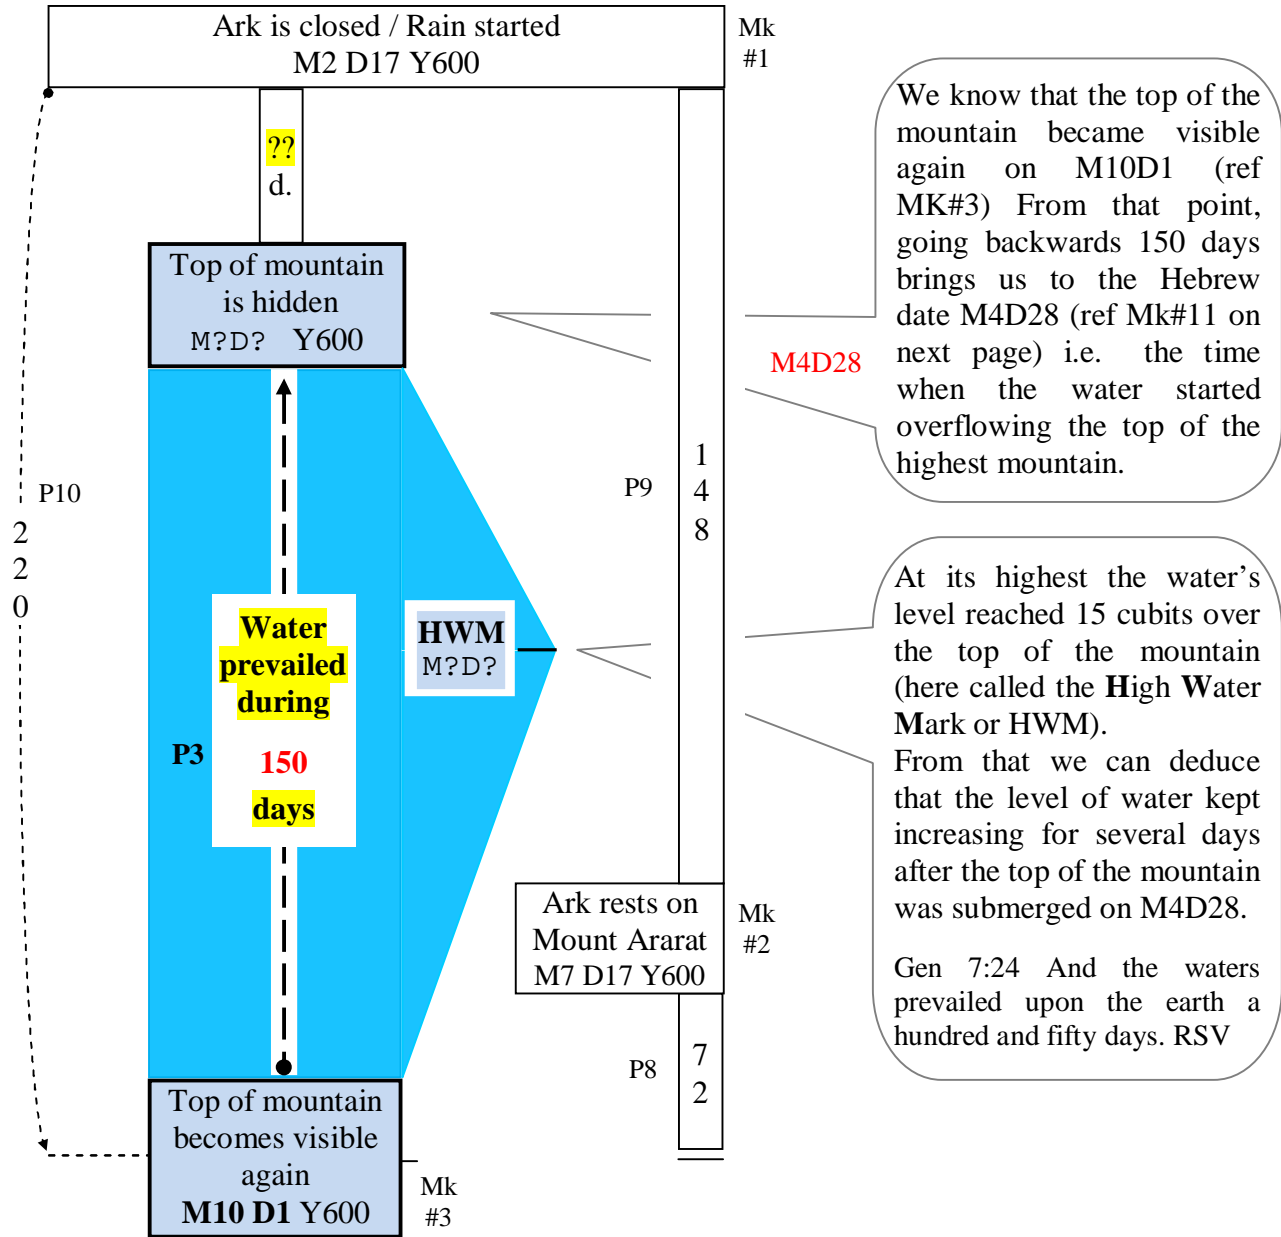 Ark is closed / Rain started
M2 D17 Y600
Mk
#1
??
d.
Top of mountain
is hidden
M?D? Y600
P10
2
2
0
P9
1
4
8
M4D28
We know that the top of the
mountain became visible
again on M10D1 (ref
MK#3) From that point,
going backwards 150 days
brings us to the Hebrew
date M4D28 (ref Mk#11 on
next page) i.e. the time
when the water started
overflowing the top of the
highest mountain.
Water
prevailed
during
150
days
P3
HWM
M?D?
At its highest the water’s
level reached 15 cubits over
the top of the mountain
(here called the High Water
Mark or HWM).
From that we can deduce
that the level of water kept
increasing for several days
after the top of the mountain
was submerged on M4D28.
Gen 7:24 And the waters
prevailed upon the earth a
hundred and fifty days. RSV
Ark rests on
Mount Ararat
M7 D17 Y600
Mk
#2
P8
7
2
Top of mountain
becomes visible
again
M10 D1 Y600
Mk
#3